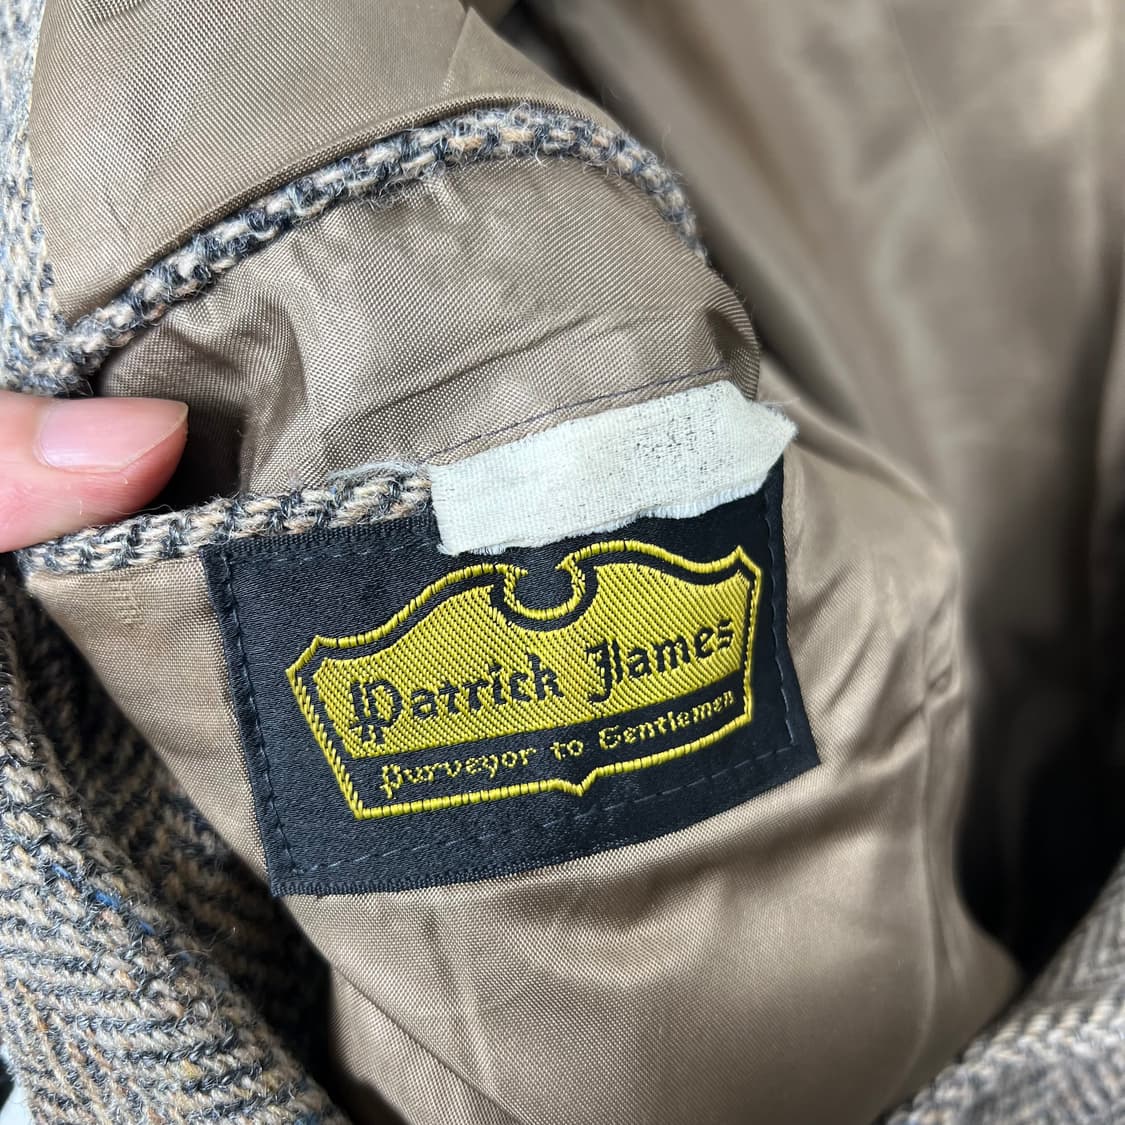 Patrick James
Purveyor to Gentlemen